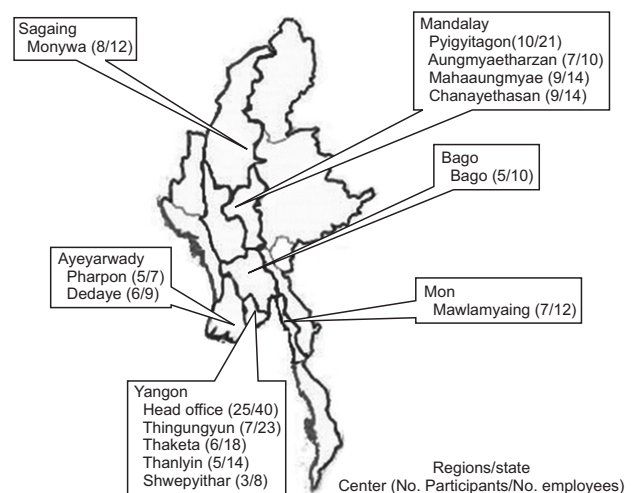 Sagaing
Monywa (8/12)
Mandalay
Pyigyitagon(10/21)
Aungmyaetharzan (7/10)
Mahaaungmyae (9/14)
Chanayethasan (9/14)
Bago
Bago (5/10)
Ayeyarwady
Pharpon (5/7)
Dedaye (6/9)
Mon
Mawlamyaing (7/12)
Yangon
Head office (25/40)
Thingungyun (7/23)
Thaketa (6/18)
Thanlyin (5/14)
Shwepyithar (3/8)
Regions/state
Center (No. Participants/No. employees)